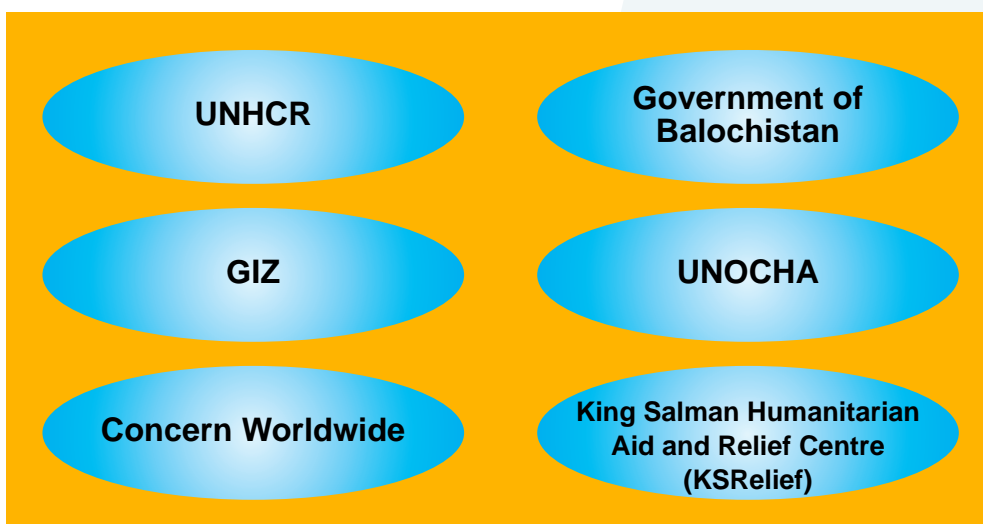 UNHCR
Government of
Balochistan
GIZ
UNOCHA
Concern Worldwide
King Salman Humanitarian
Aid and Relief Centre
(KSRelief)